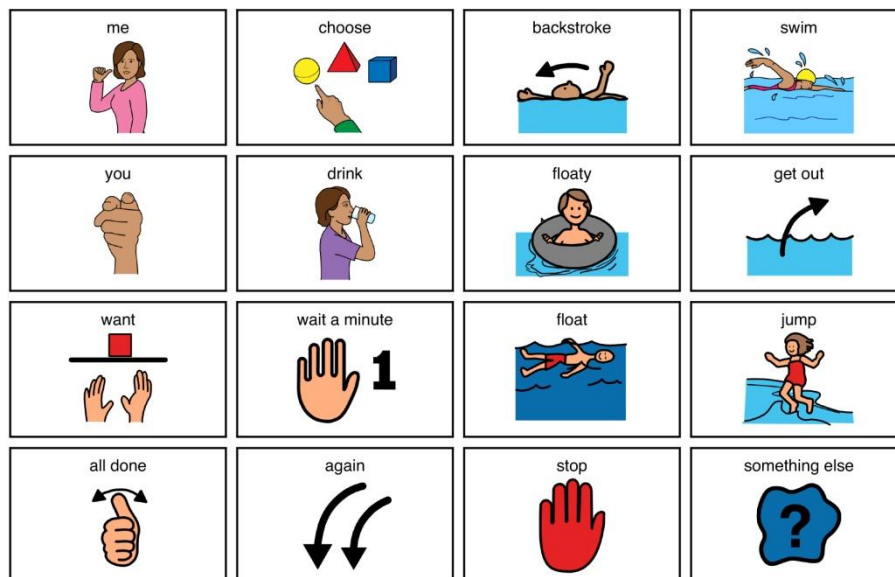 me
choose
backstroke
swim
you
drink
floaty
get out
want
wait a minute
1
float
jump
all done
again
stop
something else
?